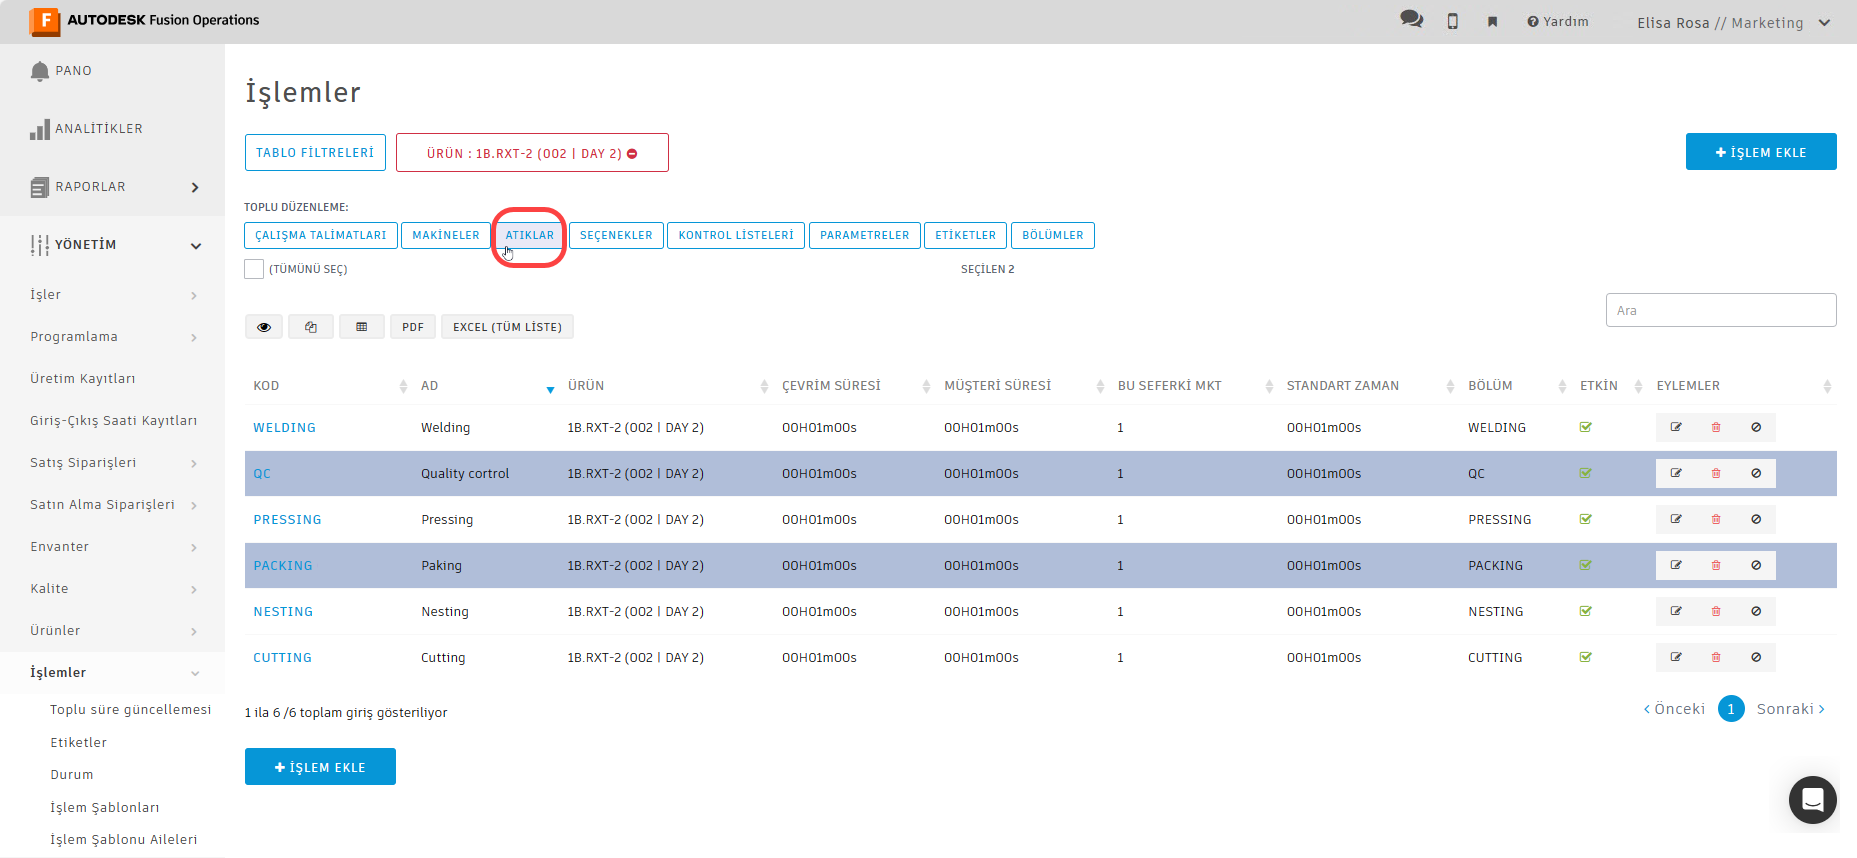 AUTODESK Fusion Operations
Yardım
Elisa Rosa // Marketing
PANO
ANALİTİKLER
RAPORLAR
YÖNETİM
İşler
Programlama
Üretim Kayıtları
Giriş-Çıkış Saati Kayıtları
Satış Siparişleri
Satın Alma Siparişleri
Envanter
Kalite
Ürünler
İşlemler
Toplu süre güncellemesi
Etiketler
Durum
İşlem Şablonları
İşlem Şablonu Aileleri
İşlemler
TABLO FİLTRELERİ
ÜRÜN : 1B.RXT-2 (002 | DAY 2)
+ İŞLEM EKLE
TOPLU DÜZENLEME:
ÇALIŞMA TALİMATLARI MAKİNELER ATIKLAR SEÇENEKLER KONTROL LİSTELERİ PARAMETRELER ETİKETLER BÖLÜMLER
(TÜMÜNÜ SEÇ) SEÇİLEN 2
Ara
PDF EXCEL (TÜM LİSTE)
KOD AD ÜRÜN ÇEVRİM SÜRESİ MÜŞTERİ SÜRESİ BU SEFERKİ MKT STANDART ZAMAN BÖLÜM ETKİN EYLEMLER
WELDING Welding 1B.RXT-2 (002 | DAY 2) 00H01m00s 00H01m00s 1 00H01m00s WELDING
QC Quality cortrol 1B.RXT-2 (002 | DAY 2) 00H01m00s 00H01m00s 1 00H01m00s QC
PRESSING Pressing 1B.RXT-2 (002 | DAY 2) 00H01m00s 00H01m00s 1 00H01m00s PRESSING
PACKING Paking 1B.RXT-2 (002 | DAY 2) 00H01m00s 00H01m00s 1 00H01m00s PACKING
NESTING Nesting 1B.RXT-2 (002 | DAY 2) 00H01m00s 00H01m00s 1 00H01m00s NESTING
CUTTING Cutting 1B.RXT-2 (002 | DAY 2) 00H01m00s 00H01m00s 1 00H01m00s CUTTING
1 ila 6 /6 toplam giriş gösteriliyor
< Önceki 1 Sonraki >
+ İŞLEM EKLE